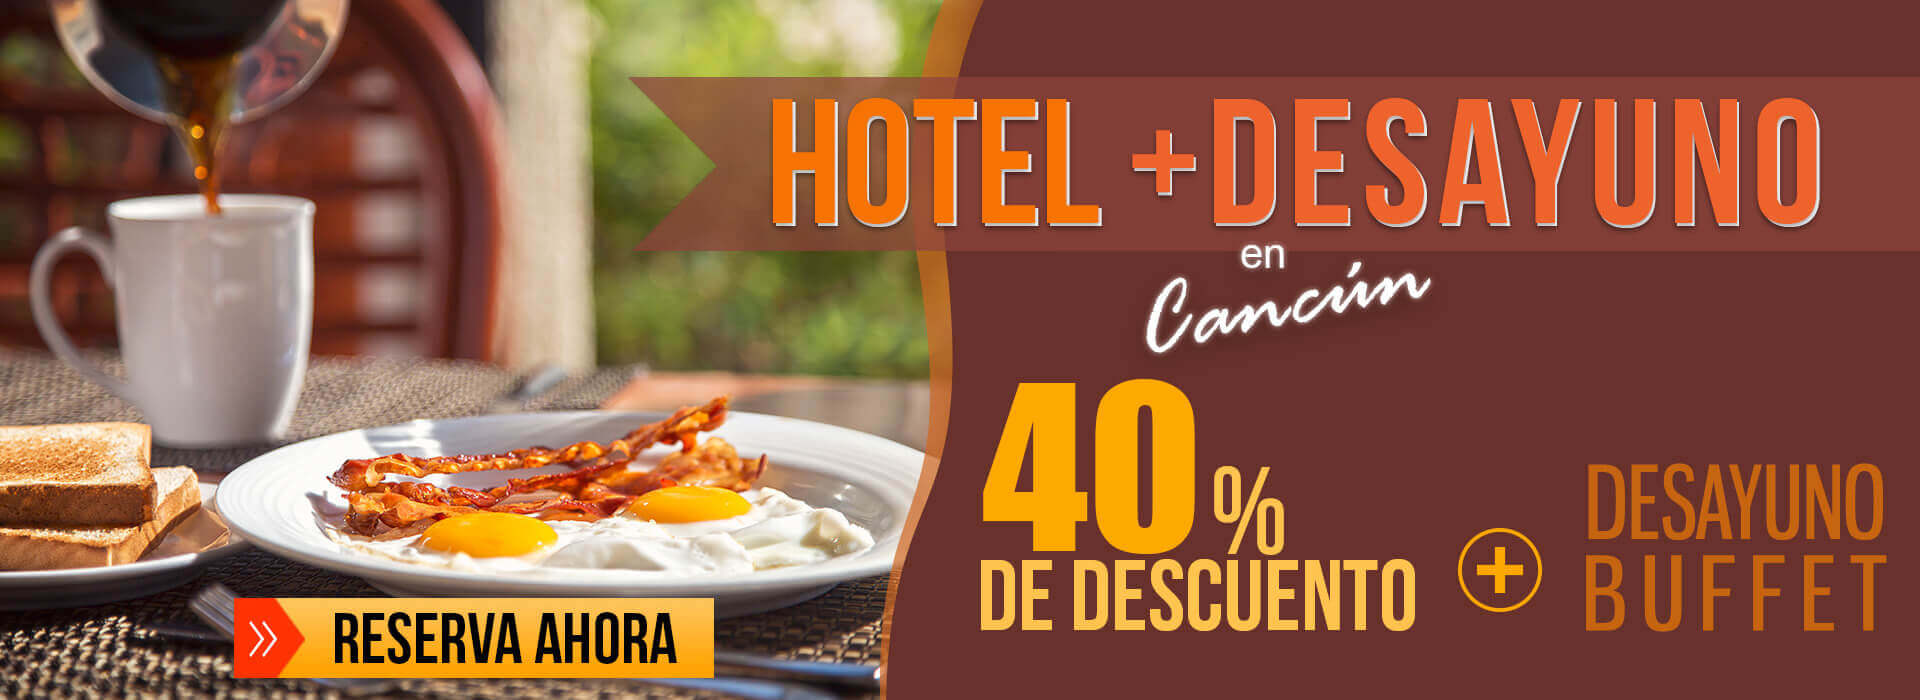 HOTEL + DESAYUNO
en
Cancún
40%
DE DESCUENTO
+
DESAYUNO
BUFFET
RESERVA AHORA